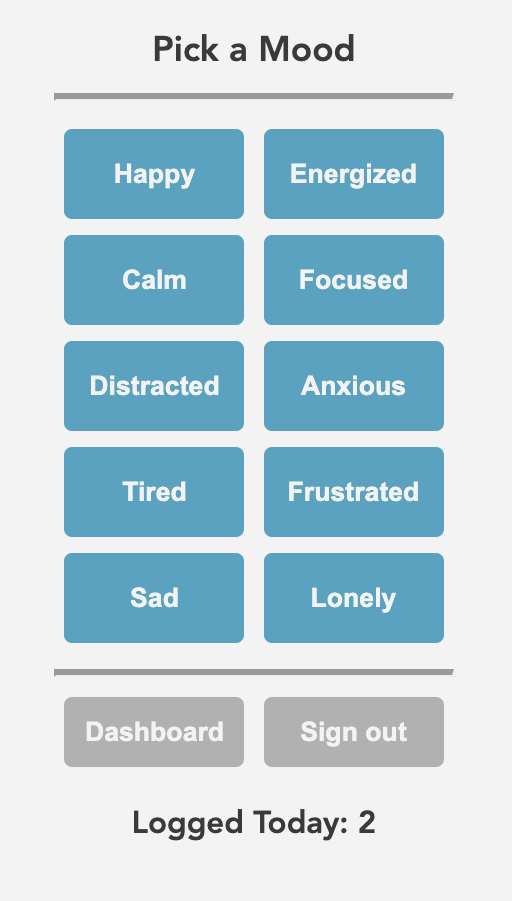 Pick a Mood
Happy
Energized
Calm
Focused
Distracted
Anxious
Tired
Frustrated
Sad
Lonely
Dashboard
Sign out
Logged Today: 2